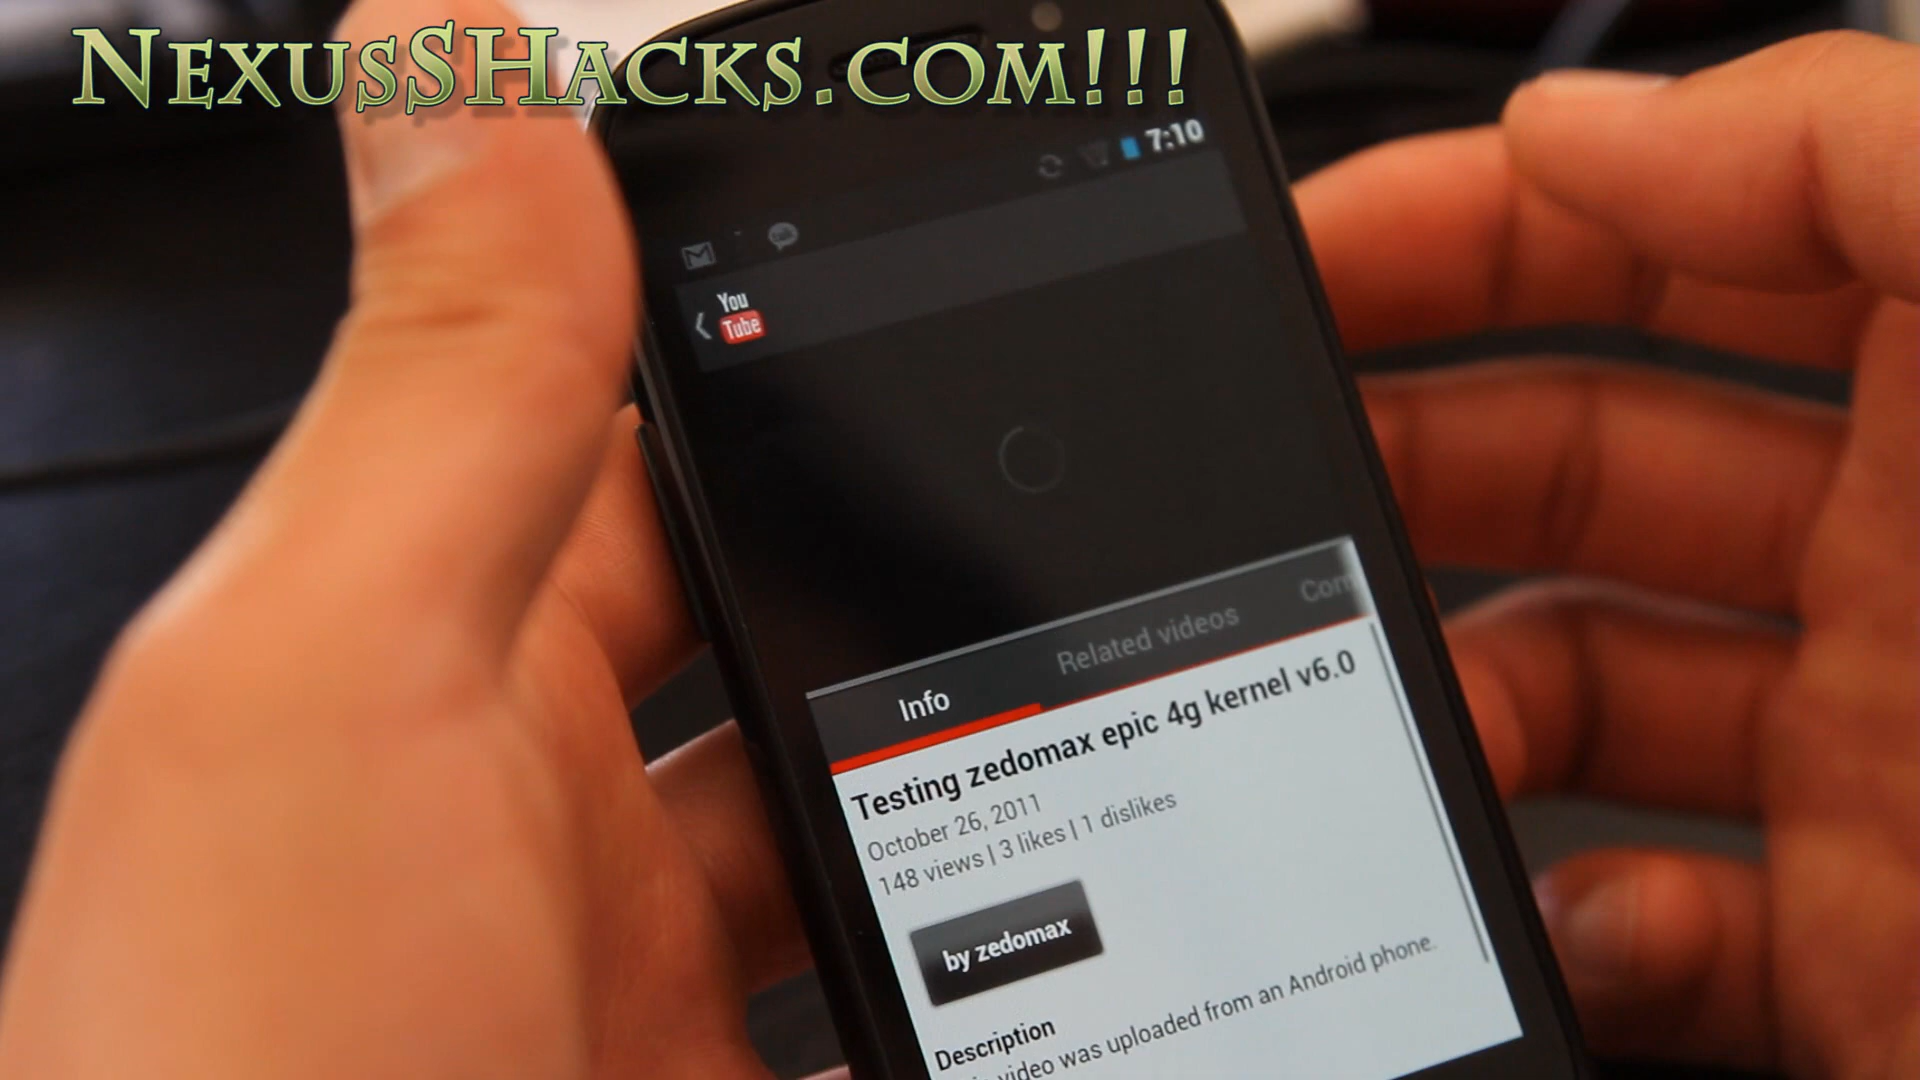 NexusSHacks.com!!!
7:10
talk
You
Tube
Info
Related videos
Testing zedomax epic 4g kernel v6.0
October 26, 2011
148 views | 3 likes | 1 dislikes
by zedomax
Description
video was uploaded from an Android phone.